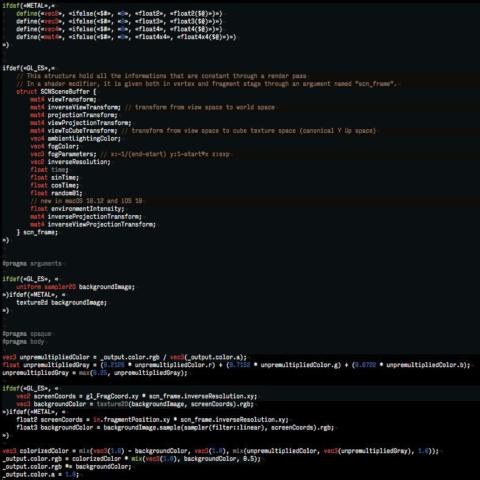 ifdef(«METAL»,«
define(«vec2», «ifelse(«$#», «0», «float2», «float2($@)»)»)
define(«vec3», «ifelse(«$#», «0», «float3», «float3($@)»)»)
define(«vec4», «ifelse(«$#», «0», «float4», «float4($@)»)»)
define(«mat4», «ifelse(«$#», «0», «float4x4», «float4x4($@)»)»)
»)
ifdef(«GL_ES», «
// This structure hold all the informations that are constant through a render pass
// In a shader modifier, it is given both in vertex and fragment stage through an argument named "scn_frame".
struct SCNSceneBuffer {
mat4 viewTransform;
mat4 inverseViewTransform; // transform from view space to world space
mat4 projectionTransform;
mat4 viewProjectionTransform;
mat4 viewToCubeTransform; // transform from view space to cube texture space (canonical Y Up space)
vec4 ambientLightingColor;
vec4 fogColor;
vec3 fogParameters; // x:-1/(end-start) y:1-start*x z:exp
vec2 inverseResolution;
float time;
float sinTime;
float cosTime;
float random01;
// new in macOS 10.12 and iOS 10
float environmentIntensity;
mat4 inverseProjectionTransform;
mat4 inverseViewProjectionTransform;
} scn_frame;
»)
#pragma arguments
ifdef(«GL_ES», «
uniform sampler2D backgroundImage;
»)ifdef(«METAL», «
texture2d backgroundImage;
»)
#pragma opaque
#pragma body
vec3 unpremultipliedColor = _output.color.rgb / vec3(_output.color.a);
float unpremultipliedGray = (0.2126 * unpremultipliedColor.r) + (0.7152 * unpremultipliedColor.g) + (0.0722 * unpremultipliedColor.b);
unpremultipliedGray = max(0.25, unpremultipliedGray);
ifdef(«GL_ES», «
vec2 screenCoords = gl_FragCoord.xy * scn_frame.inverseResolution.xy;
vec3 backgroundColor = texture2D(backgroundImage, screenCoords).rgb;
»)ifdef(«METAL», «
float2 screenCoords = in.fragmentPosition.xy * scn_frame.inverseResolution.xy;
float3 backgroundColor = backgroundImage.sample(sampler(filter::linear), screenCoords).rgb;
»)
vec3 colorizedColor = mix(vec3(1.0) - backgroundColor, vec3(1.0), mix(unpremultipliedColor, vec3(unpremultipliedGray), 1.0));
_output.color.rgb = colorizedColor * mix(vec3(1.0), backgroundColor, 0.5);
_output.color.rgb *= backgroundColor;
_output.color.a = 1.0;